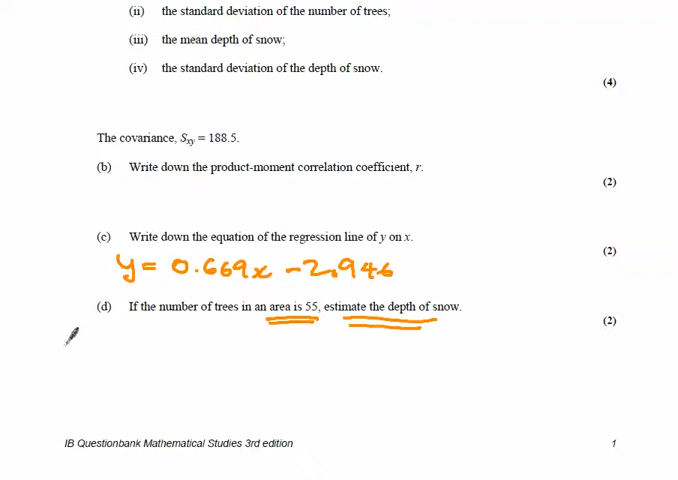 (ii) the standard deviation of the number of trees;
(iii) the mean depth of snow;
(iv) the standard deviation of the depth of snow.
(4)
The covariance, Sxy = 188.5.
(b) Write down the product-moment correlation coefficient, r.
(2)
(c) Write down the equation of the regression line of y on x.
(2)
y = 0.669x - 2.946
(d) If the number of trees in an area is 55, estimate the depth of snow.
(2)
IB Questionbank Mathematical Studies 3rd edition 1